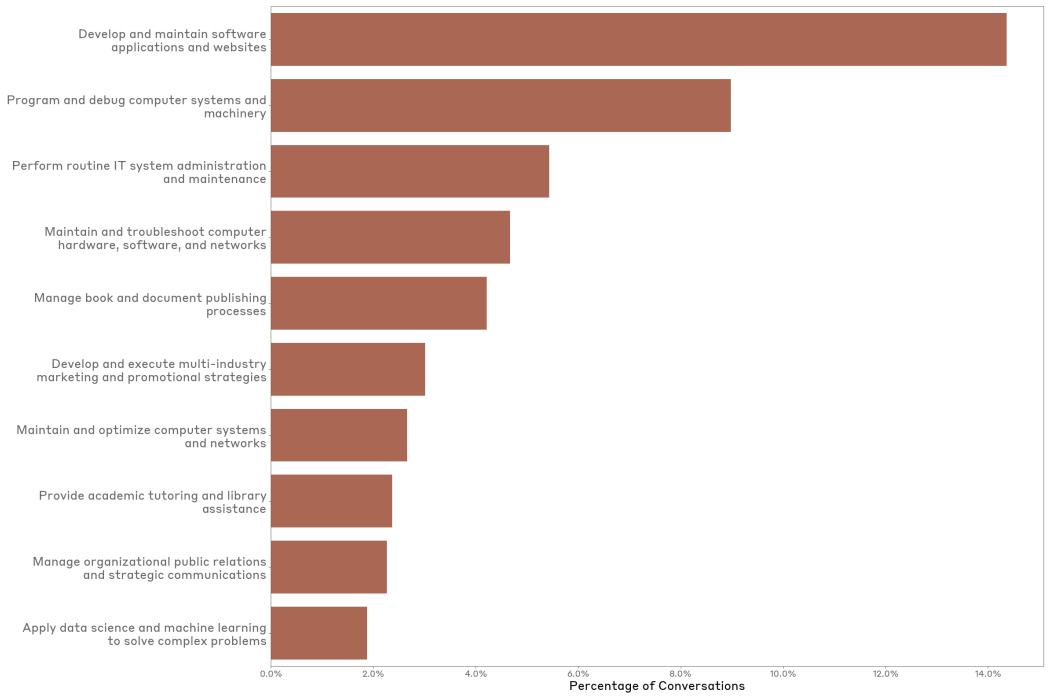 Develop and maintain software
applications and websites
Program and debug computer systems and
machinery
Perform routine IT system administration
and maintenance
Maintain and troubleshoot computer
hardware, software, and networks
Manage book and document publishing
processes
Develop and execute multi-industry
marketing and promotional strategies
Maintain and optimize computer systems
and networks
Provide academic tutoring and library
assistance
Manage organizational public relations
and strategic communications
Apply data science and machine learning
to solve complex problems
0.0% 2.0% 4.0% 6.0% 8.0% 10.0% 12.0% 14.0%
Percentage of Conversations